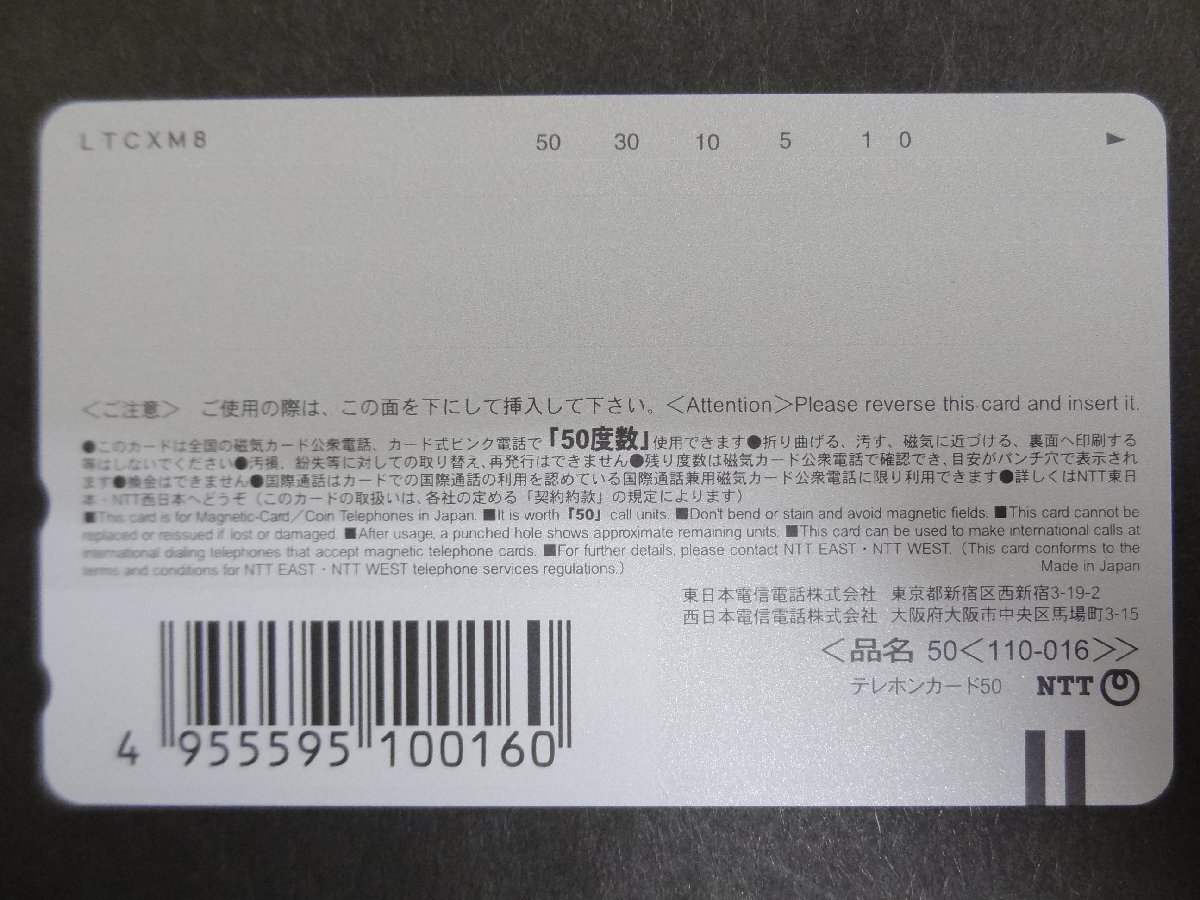 LTCXM8 50 30 10 5 1 0 ►
＜ご注意＞ ご使用の際は、この面を下にして挿入して下さい。＜Attention＞Please reverse this card and insert it.
●このカードは全国の磁気カード公衆電話、カード式ピンク電話で「50度数」使用できます●折り曲げる、汚す、磁気に近づける、裏面へ印刷する
等はしないでください●汚損、紛失等に対しての取り替え、再発行はできません●残り度数は磁気カード公衆電話で確認でき、目安がパンチ穴で表示され
ます●換金はできません●国際通話はカードでの国際通話の利用を認めている国際通話兼用磁気カード公衆電話に限り利用できます●詳しくはNTT東日
本・NTT西日本へどうぞ（このカードの取扱いは、各社の定める「契約約款」の規定によります）
■This card is for Magnetic-Card／Coin Telephones in Japan. ■It is worth「50」call units. ■Don't bend or stain and avoid magnetic fields. ■This card cannot be
replaced or reissued if lost or damaged. ■After usage, a punched hole shows approximate remaining units. ■This card can be used to make international calls at
international dialing telephones that accept magnetic telephone cards. ■For further details, please contact NTT EAST・NTT WEST.（This card conforms to the
terms and conditions for NTT EAST・NTT WEST telephone services regulations.） Made in Japan
東日本電信電話株式会社 東京都新宿区西新宿3-19-2
西日本電信電話株式会社 大阪府大阪市中央区馬場町3-15
＜品名 50＜110-016＞＞
テレホンカード50 NTT
4 955595 100160